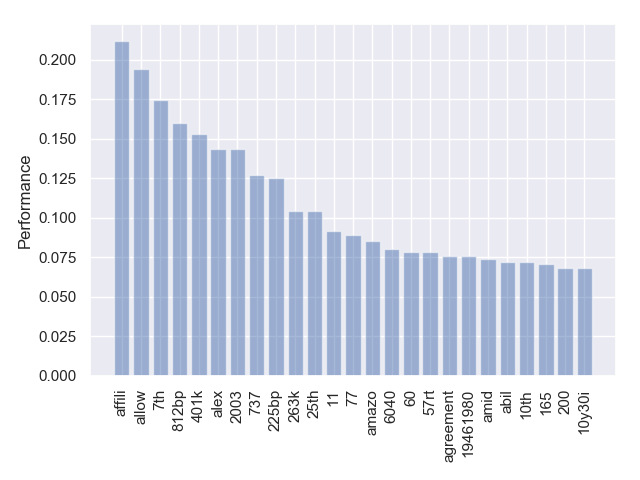 0.200
0.175
0.150
0.125
0.100
0.075
0.050
0.025
0.000
Performance
affili
allow
7th
812bp
401k
alex
2003
737
225bp
263k
25th
11
77
amazo
6040
60
57rt
agreement
19461980
amid
abil
10th
165
200
10y30i